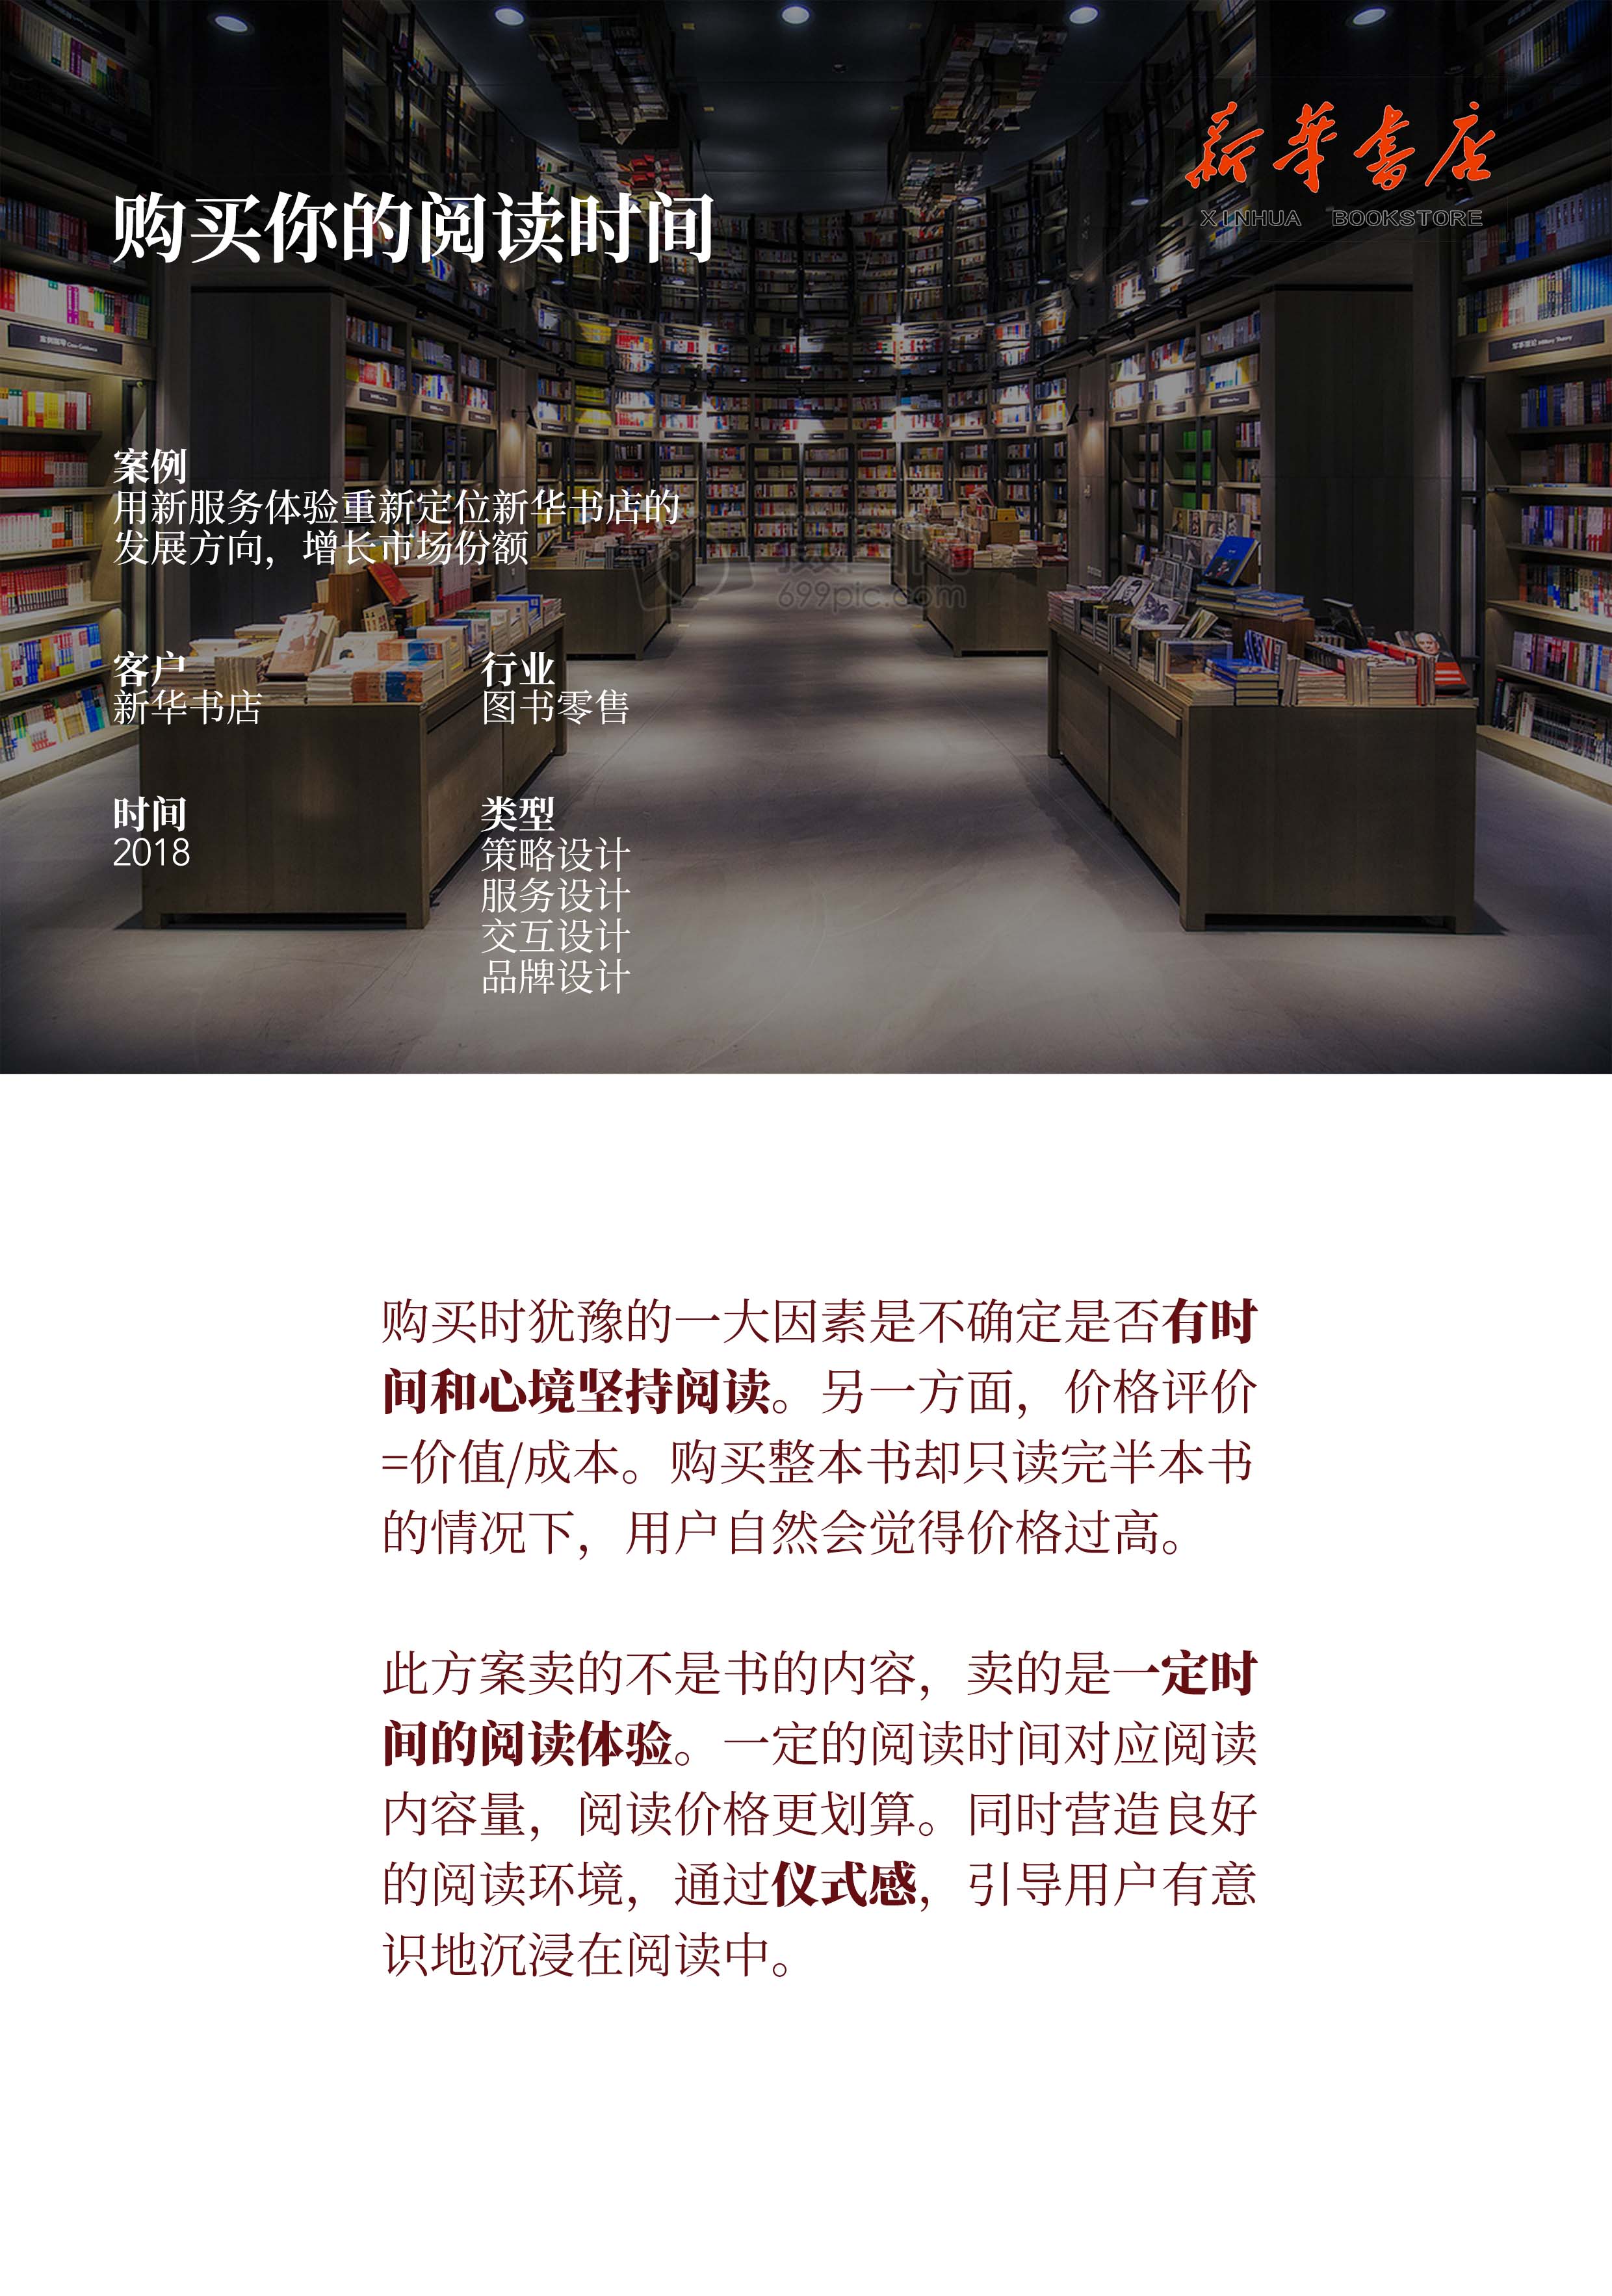 新華書店
XINHUA BOOKSTORE
购买你的阅读时间
案例
用新服务体验重新定位新华书店的
发展方向，增长市场份额
客户
新华书店
行业
图书零售
时间
2018
类型
策略设计
服务设计
交互设计
品牌设计
摄图网
699pic.com
购买时犹豫的一大因素是不确定是否有时
间和心境坚持阅读。另一方面，价格评价
=价值/成本。购买整本书却只读完半本书
的情况下，用户自然会觉得价格过高。
此方案卖的不是书的内容，卖的是一定时
间的阅读体验。一定的阅读时间对应阅读
内容量，阅读价格更划算。同时营造良好
的阅读环境，通过仪式感，引导用户有意
识地沉浸在阅读中。